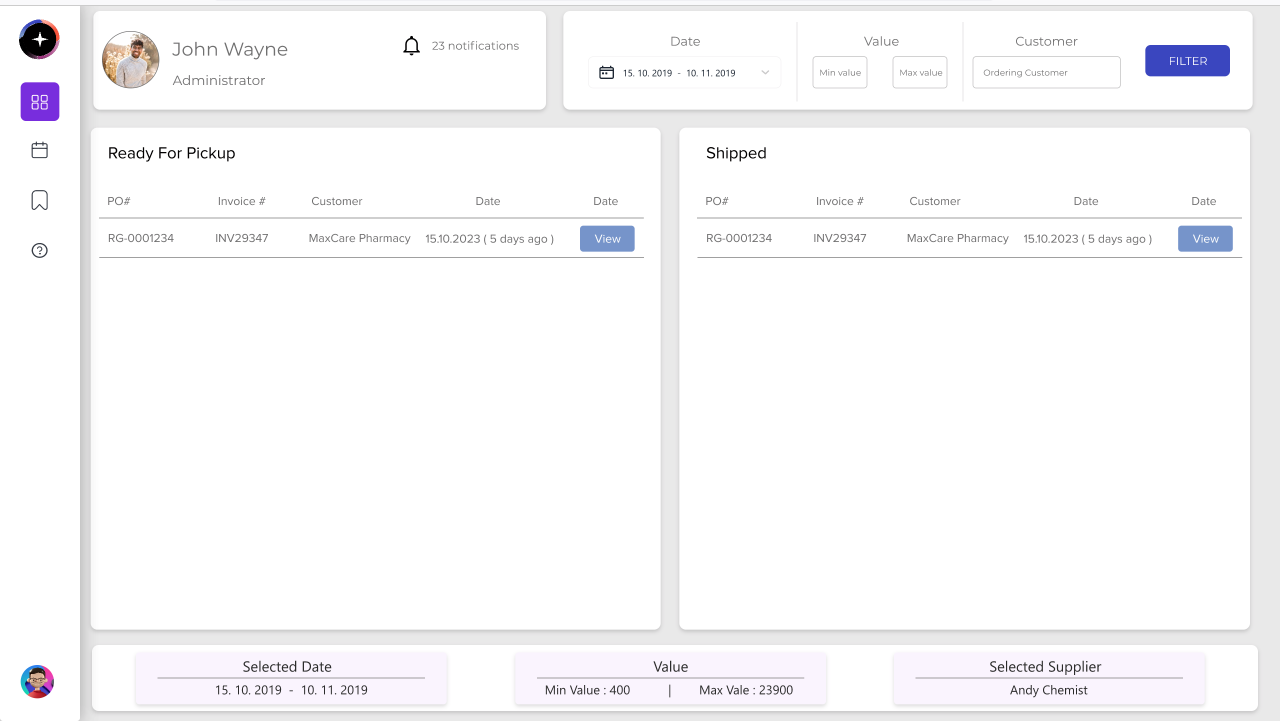 John Wayne
Administrator
23 notifications
Date
15. 10. 2019 - 10. 11. 2019
Value
Min value
Max value
Customer
Ordering Customer
FILTER
Ready For Pickup
PO# Invoice # Customer Date Date
RG-0001234 INV29347 MaxCare Pharmacy 15.10.2023 ( 5 days ago ) View
Shipped
PO# Invoice # Customer Date Date
RG-0001234 INV29347 MaxCare Pharmacy 15.10.2023 ( 5 days ago ) View
Selected Date
15. 10. 2019 - 10. 11. 2019
Value
Min Value : 400 | Max Vale : 23900
Selected Supplier
Andy Chemist